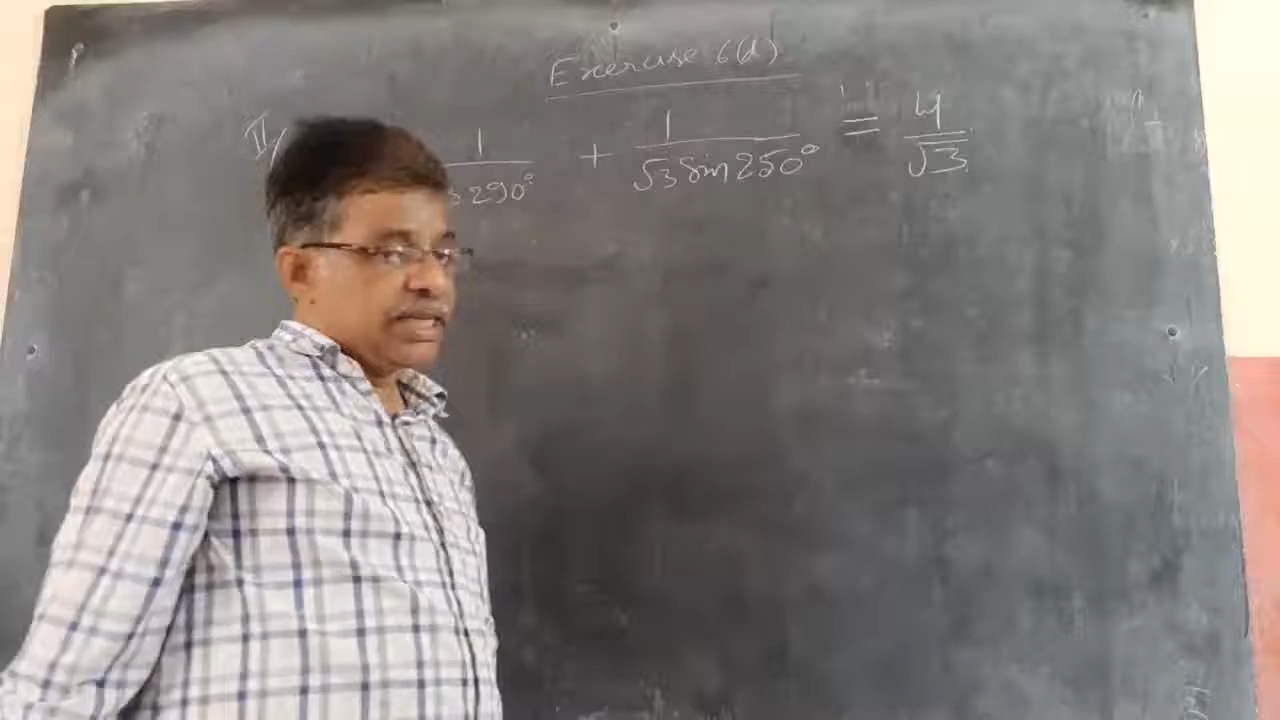 Exercise 6(d)
II/ 1/s 290° + 1/√3 sin 250° = 4/√3